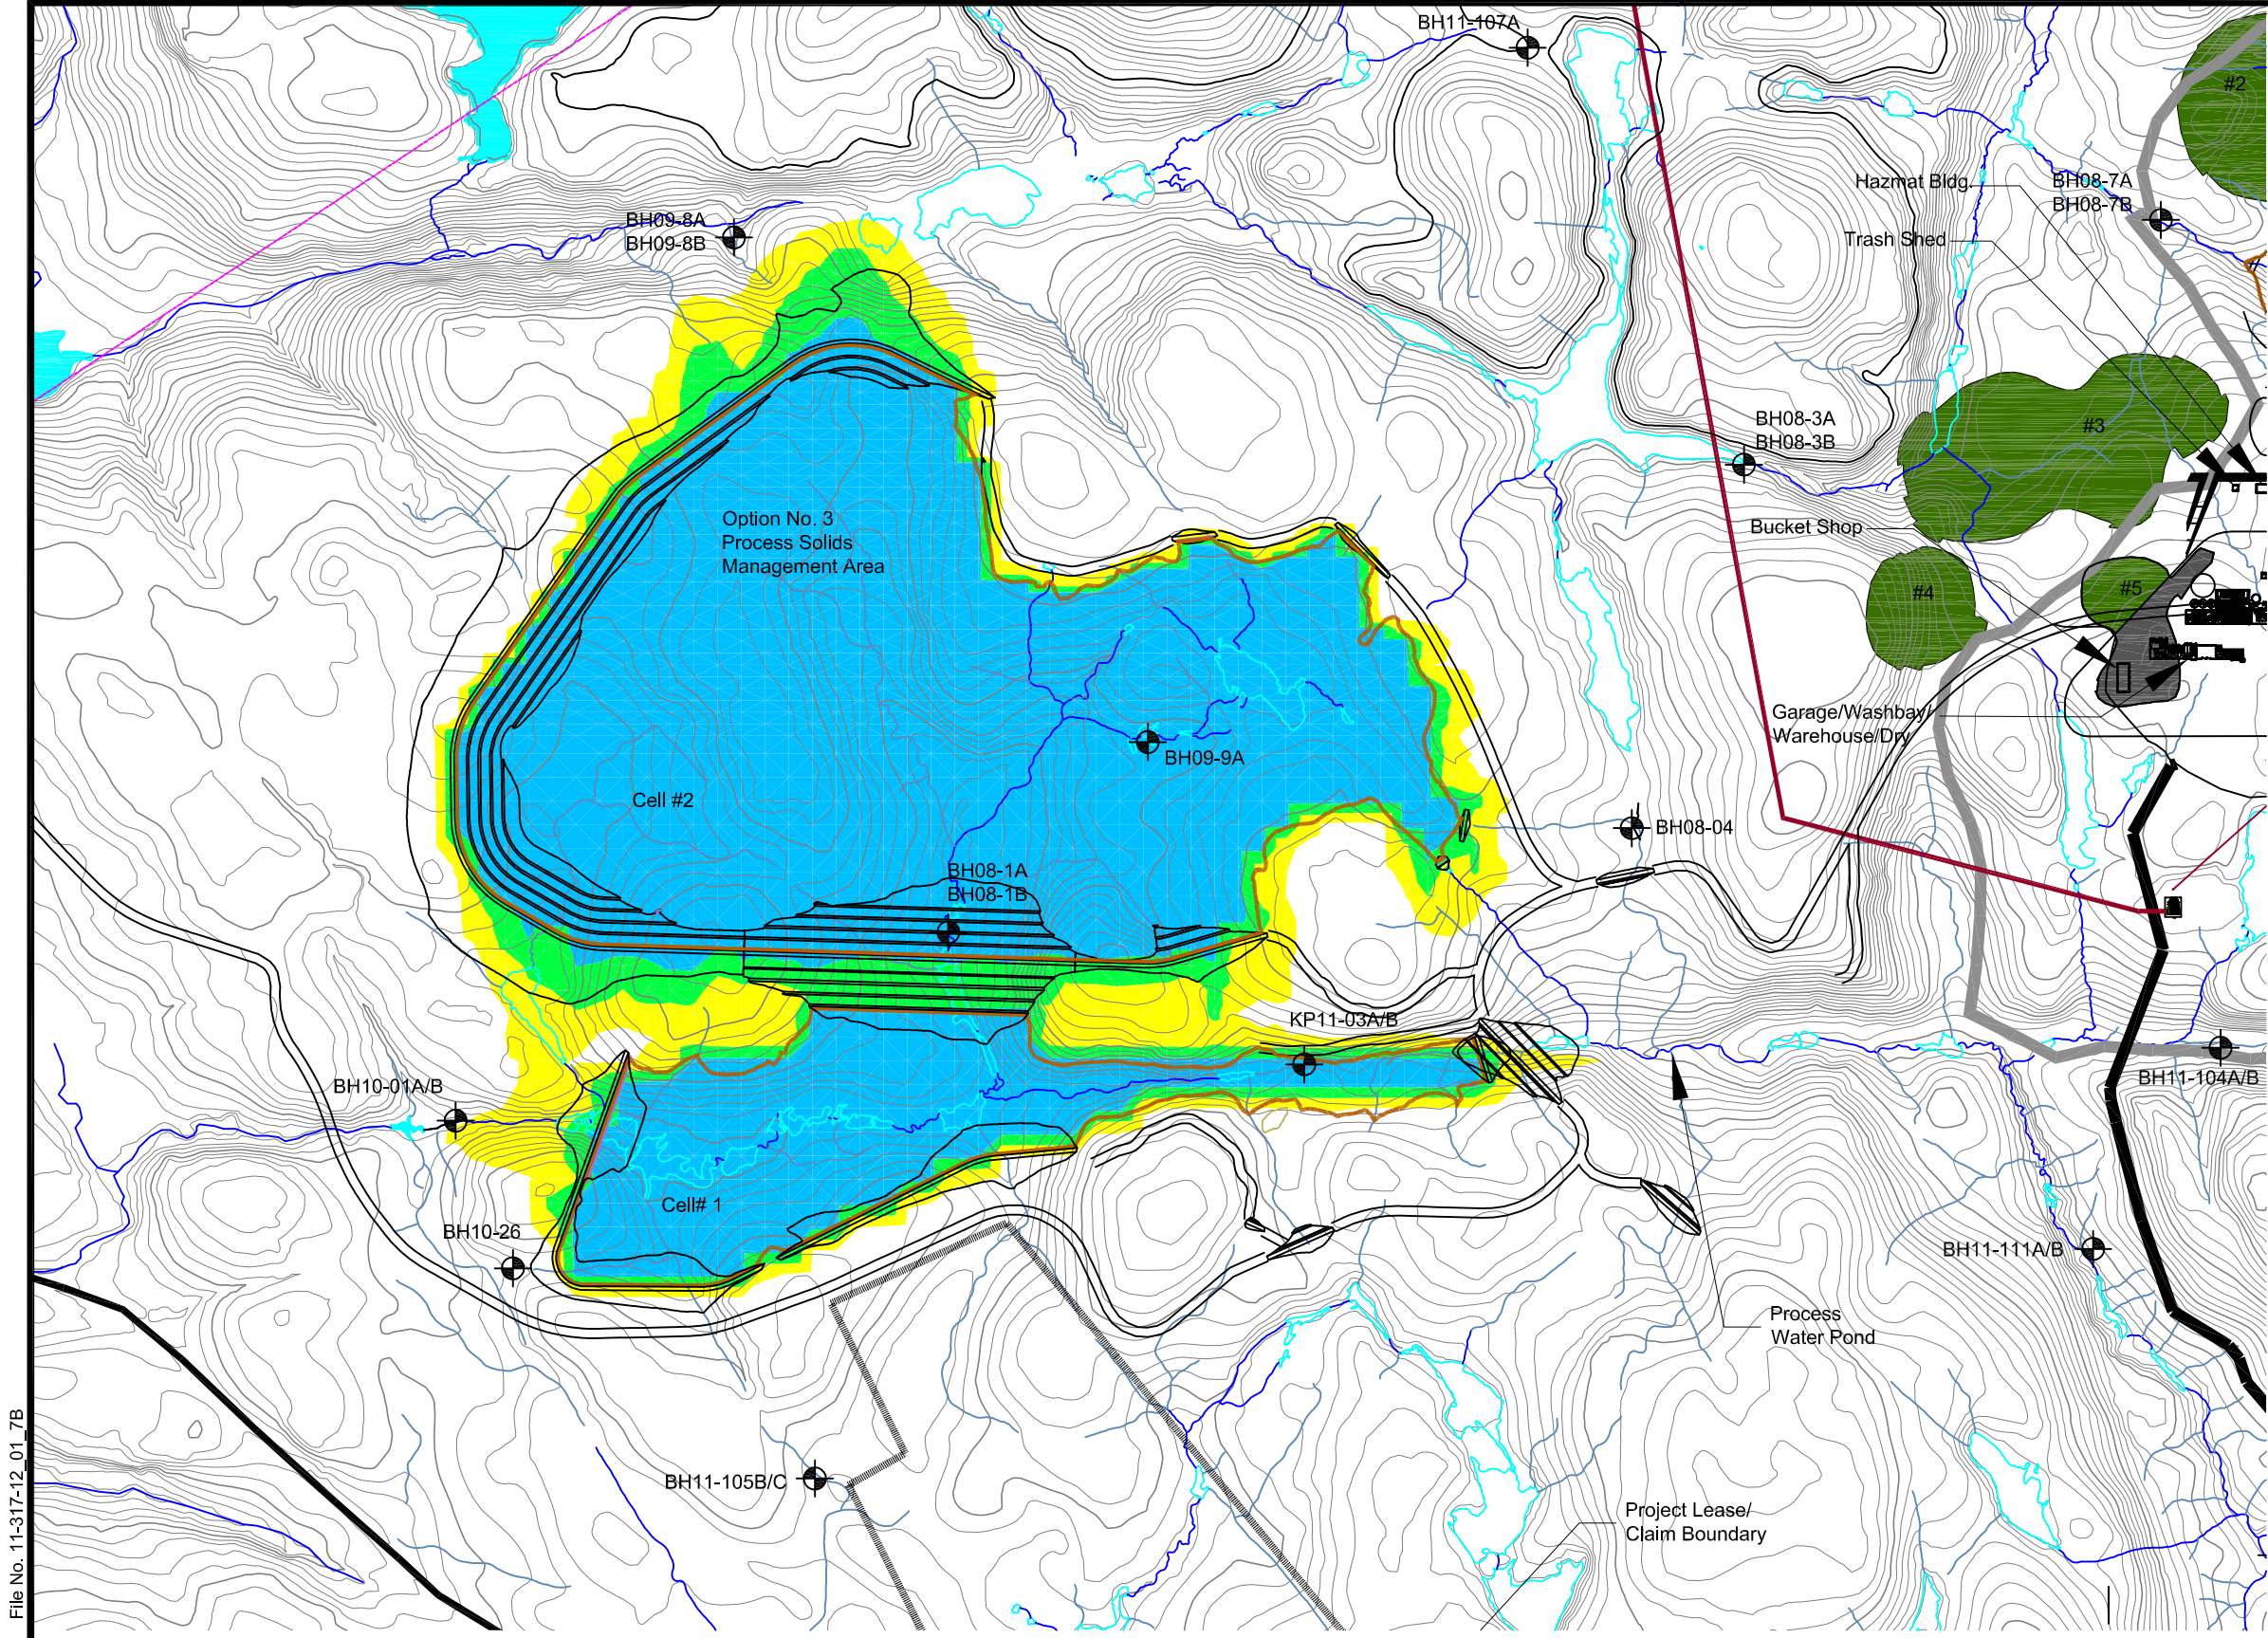 BH11-107A
#2
Hazmat Bldg.
BH08-7A
BH08-7B
BH09-8A
BH09-8B
Trash Shed
BH08-3A
BH08-3B
#3
Option No. 3
Process Solids
Management Area
Bucket Shop
#4
#5
Garage/Washbay/
Warehouse/Dry
BH09-9A
Cell #2
BH08-04
BH08-1A
BH08-1B
KP11-03A/B
BH10-01A/B
BH11-104A/B
Cell# 1
BH10-26
BH11-111A/B
Process
Water Pond
BH11-105B/C
Project Lease/
Claim Boundary
File No. 111-317-12_01_7B